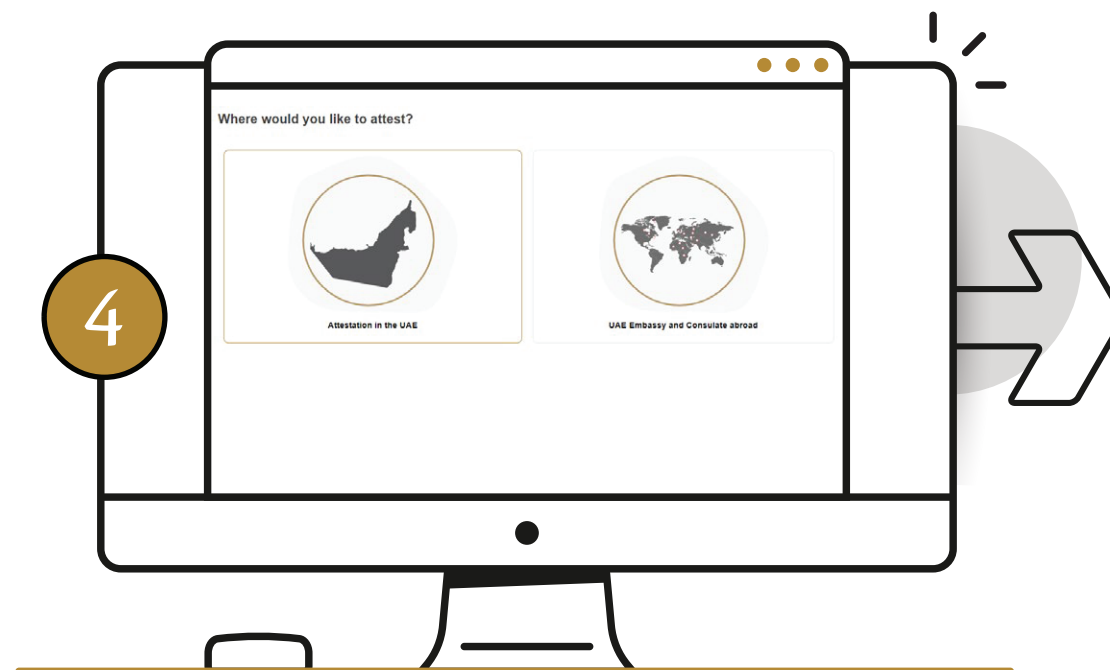 Where would you like to attest?
Attestation in the UAE
UAE Embassy and Consulate abroad
4